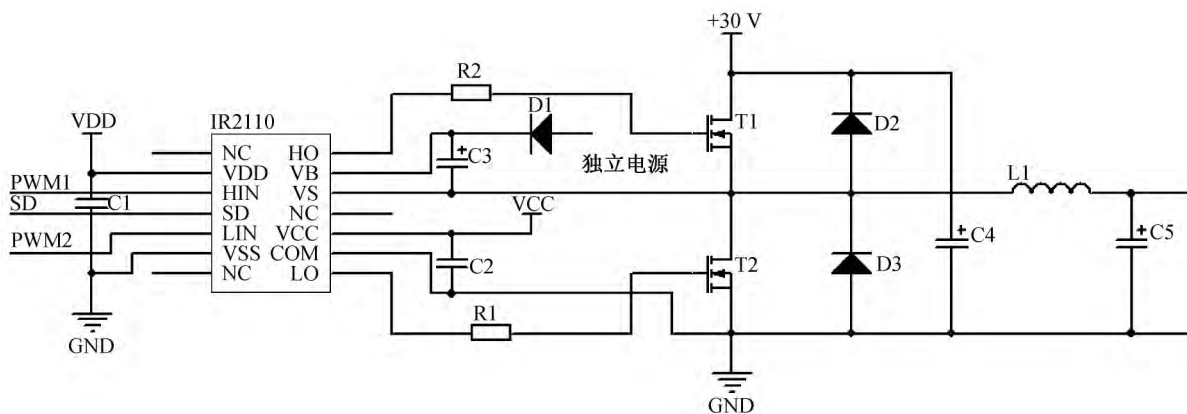 +30 V
R2
D1
VDD
IR2110
T1
D2
NC HO
VDD VB
C3
独立电源
PWM1
HIN VS
L1
C1
SD
SD NC
VCC
PWM2
LIN VCC
C4
C5
VSS COM
C2
T2
D3
NC LO
R1
GND
GND